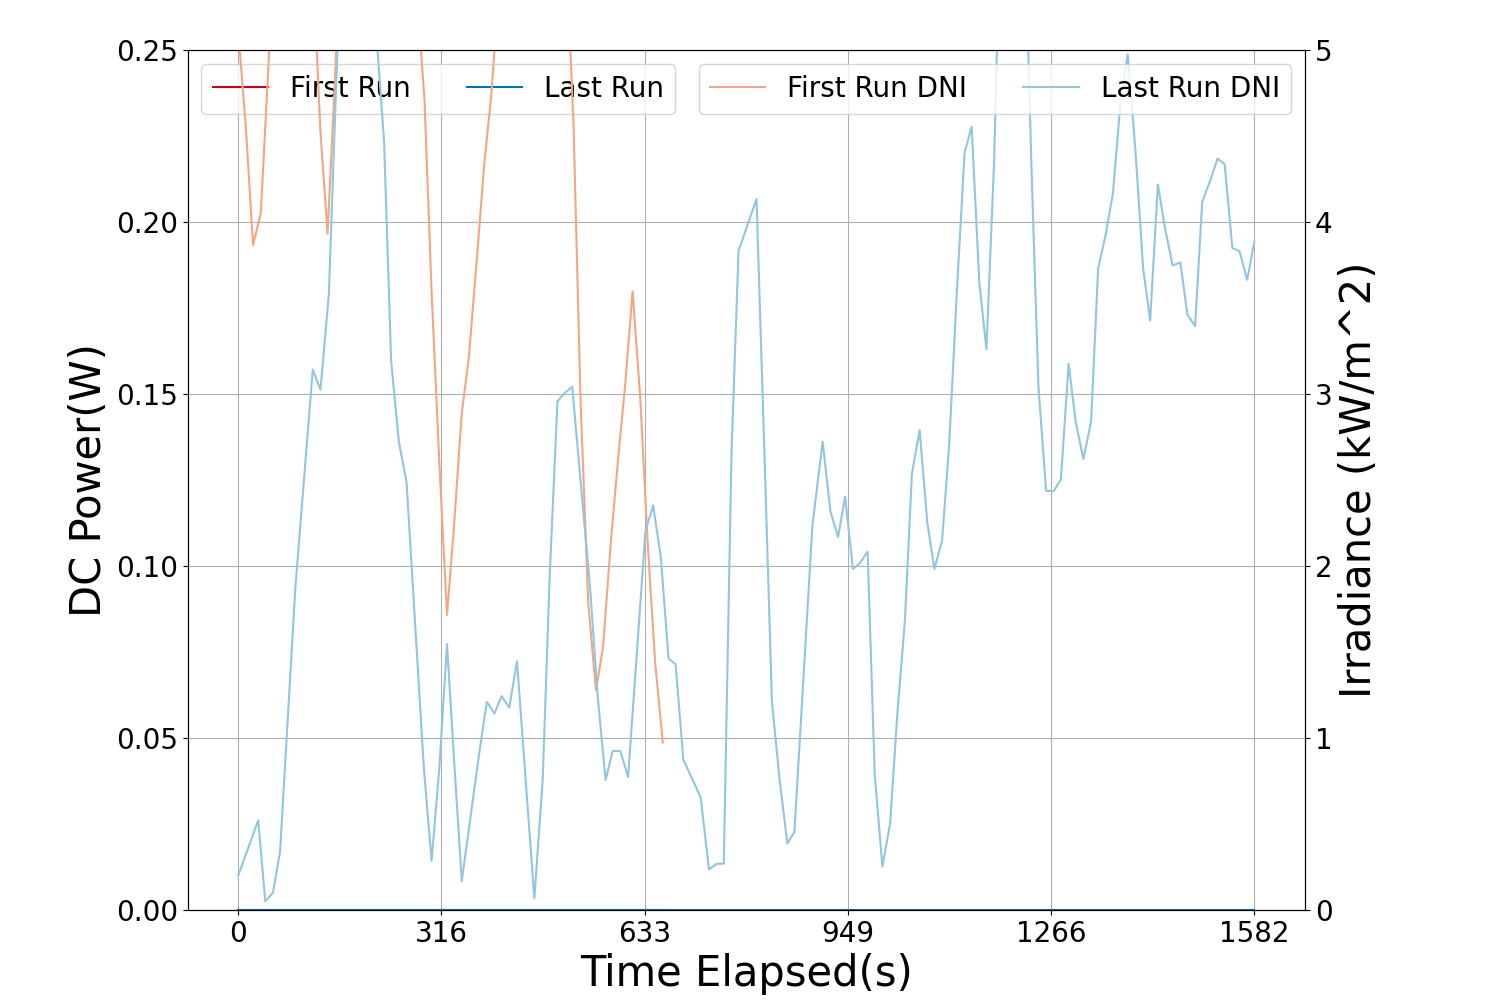 First Run Last Run First Run DNI Last Run DNI
0.25
0.20
0.15
0.10
0.05
0.00
DC Power(W)
5
4
3
2
1
0
Irradiance (kW/m^2)
0 316 633 949 1266 1582
Time Elapsed(s)